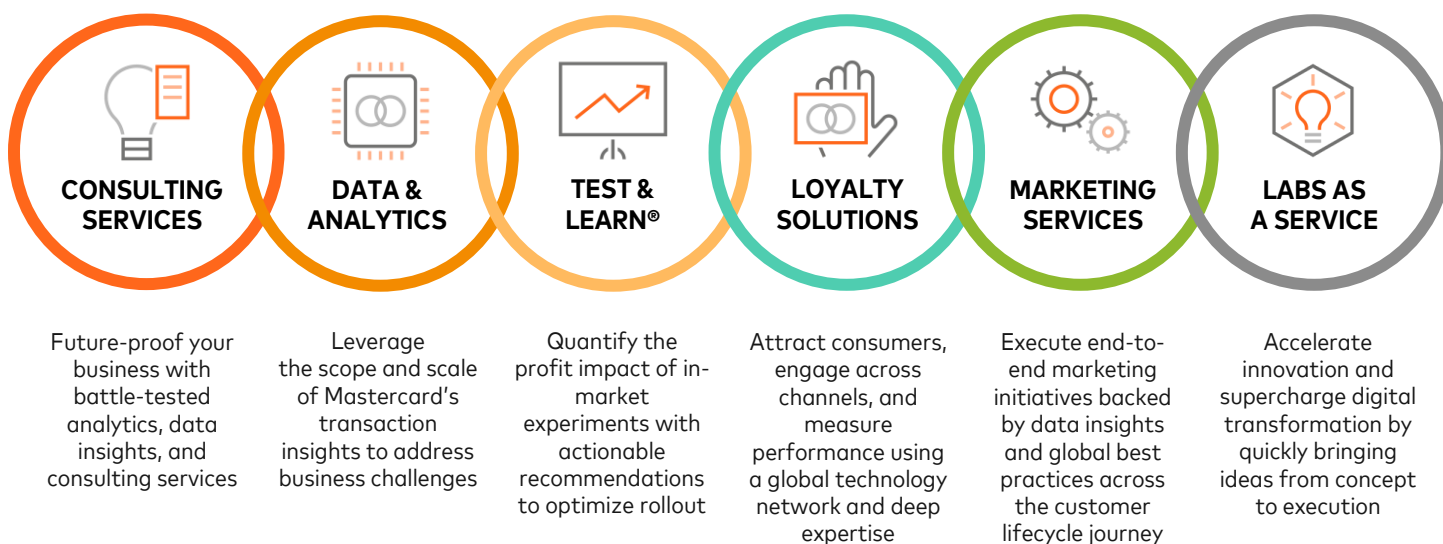 CONSULTING
SERVICES
DATA &
ANALYTICS
TEST &
LEARN®
LOYALTY
SOLUTIONS
MARKETING
SERVICES
LABS AS
A SERVICE
Future-proof your
business with
battle-tested
analytics, data
insights, and
consulting services
Leverage
the scope and scale
of Mastercard’s
transaction
insights to address
business challenges
Quantify the
profit impact of in-
market
experiments with
actionable
recommendations
to optimize rollout
Attract consumers,
engage across
channels, and
measure
performance using
a global technology
network and deep
expertise
Execute end-to-
end marketing
initiatives backed
by data insights
and global best
practices across
the customer
lifecycle journey
Accelerate
innovation and
supercharge digital
transformation by
quickly bringing
ideas from concept
to execution